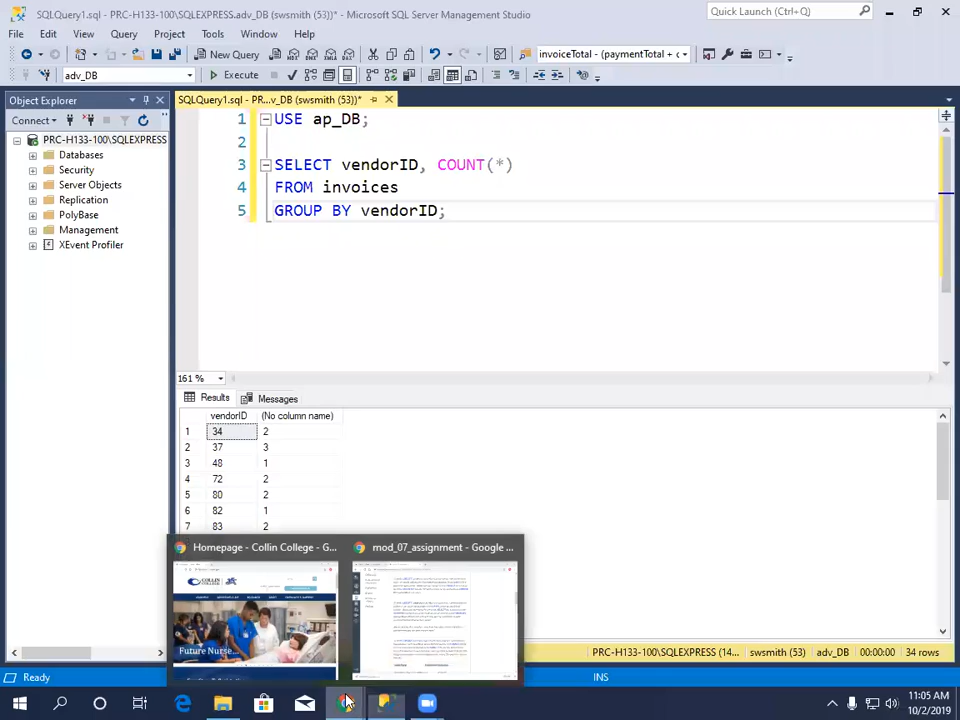 SQLQuery1.sql - PRC-H133-100\SQLEXPRESS.adv_DB (swsmith (53))* - Microsoft SQL Server Management Studio
Quick Launch (Ctrl+Q)
File Edit View Query Project Tools Window Help
New Query
invoiceTotal - (paymentTotal + c
adv_DB
Execute
Object Explorer
SQLQuery1.sql - PR...v_DB (swsmith (53))*
Connect
PRC-H133-100\SQLEXPRESS
Databases
Security
Server Objects
Replication
PolyBase
Management
XEvent Profiler
1 USE ap_DB;
2
3 SELECT vendorID, COUNT(*)
4 FROM invoices
5 GROUP BY vendorID;
161 %
Results Messages
vendorID (No column name)
1 34 2
2 37 3
3 48 1
4 72 2
5 80 2
6 82 1
7 83 2
Homepage - Collin College - G...
mod_07_assignment - Google ...
COLLIN COLLEGE
Future Nurse...
PRC-H133-100\SQLEXPRESS (14... swsmith (53) adv_DB 00:00:00 34 rows
Ready
INS
11:05 AM
10/2/2019